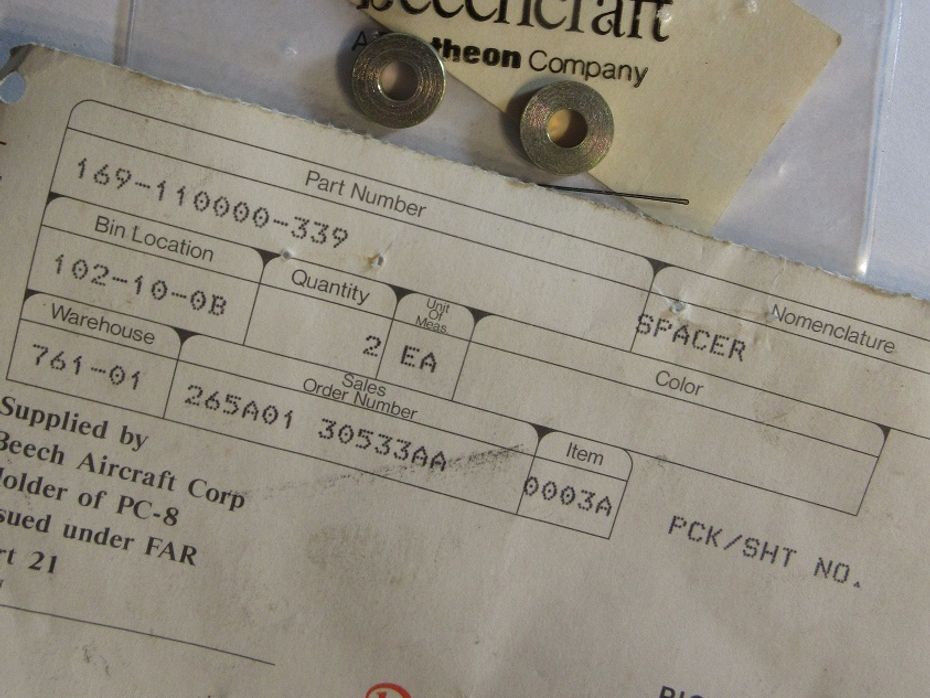 Beechcraft
A Raytheon Company
Part Number
169-110000-339
Nomenclature
SPACER
Bin Location
102-10-0B
Quantity
2
Unit
Of
Meas.
EA
Color
Warehouse
761-01
Sales
Order Number
265A01 30533AA
Item
0003A
PCK/SHT NO.
Supplied by
Beech Aircraft Corp
Holder of PC-8
ssued under FAR
rt 21